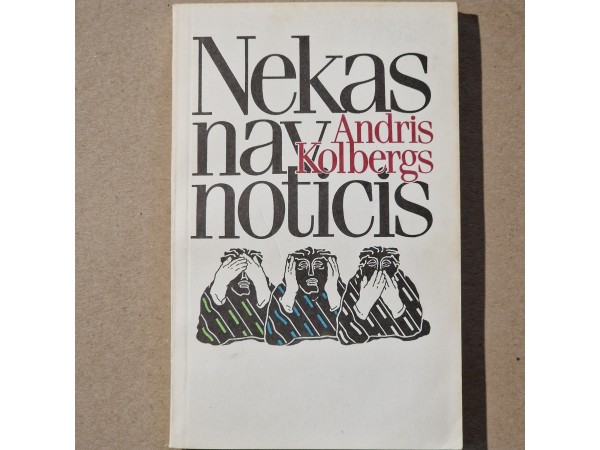 Nekas
nav
Andris
Kolbergs
noticis